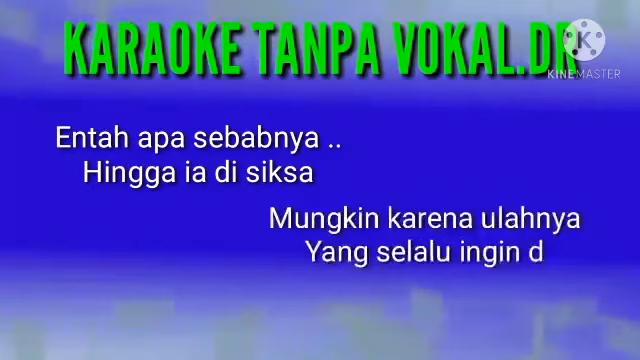 KARAOKE TANPA VOKAL.DR
KINEMASTER
Entah apa sebabnya ..
Hingga ia di siksa
Mungkin karena ulahnya
Yang selalu ingin d